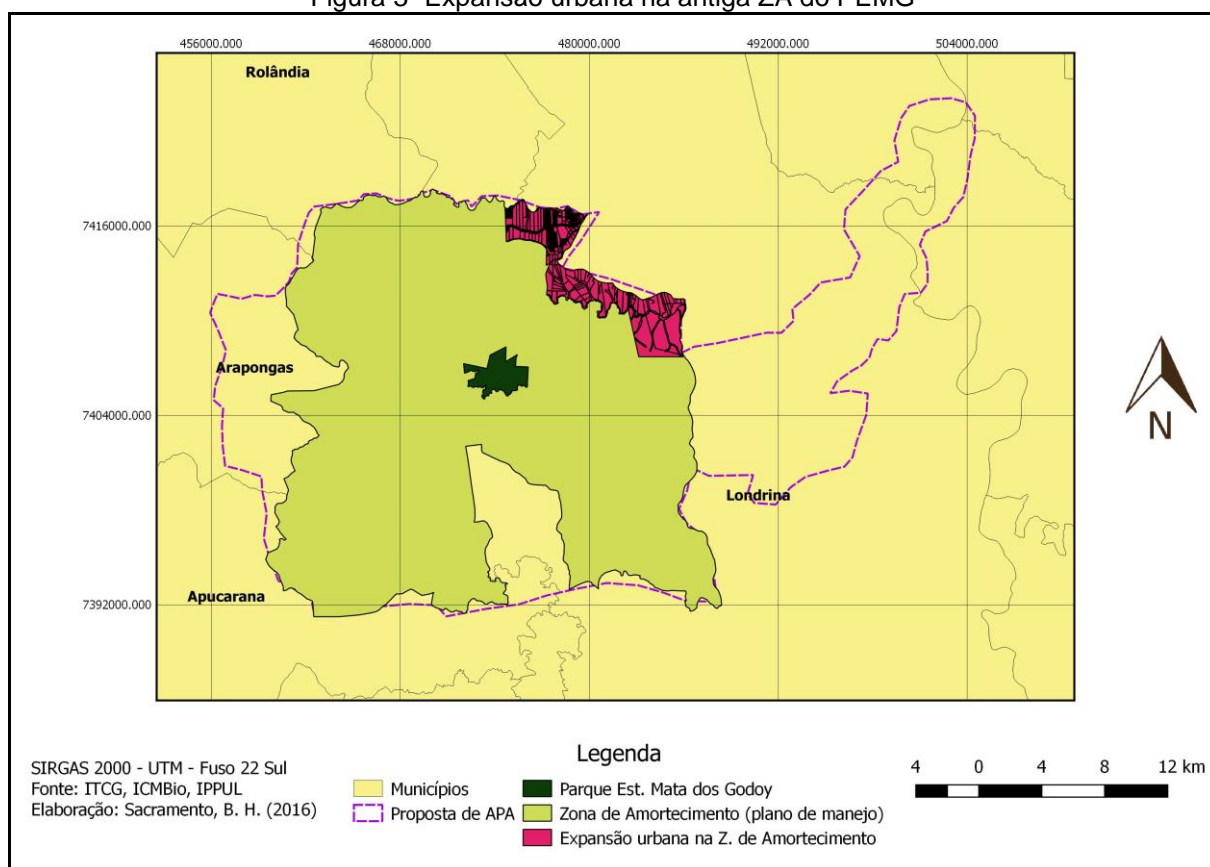 Figura 3- Expansão urbana na antiga ZA do PEMG
456000.000 468000.000 480000.000 492000.000 504000.000
Rolândia
7416000.000
Arapongas
7404000.000
Londrina
Apucarana
7392000.000
N
Legenda
SIRGAS 2000 - UTM - Fuso 22 Sul
Fonte: ITCG, ICMBio, IPPUL
Elaboração: Sacramento, B. H. (2016)
Municípios
Proposta de APA
Parque Est. Mata dos Godoy
Zona de Amortecimento (plano de manejo)
Expansão urbana na Z. de Amortecimento
4 0 4 8 12 km